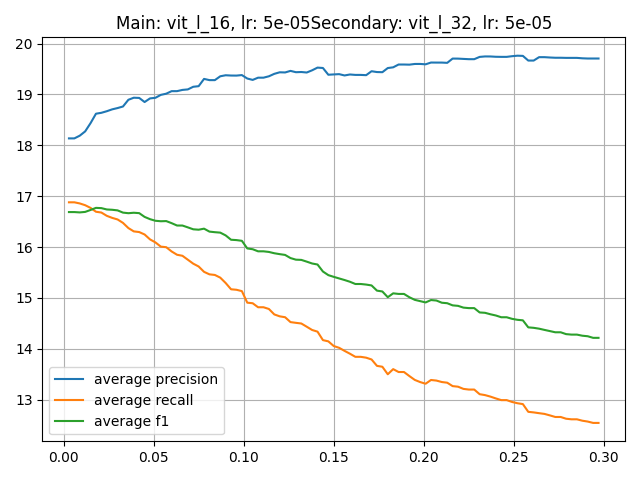 Main: vit_l_16, lr: 5e-05Secondary: vit_l_32, lr: 5e-05
20
19
18
17
16
15
14
13
average precision
average recall
average f1
0.00 0.05 0.10 0.15 0.20 0.25 0.30